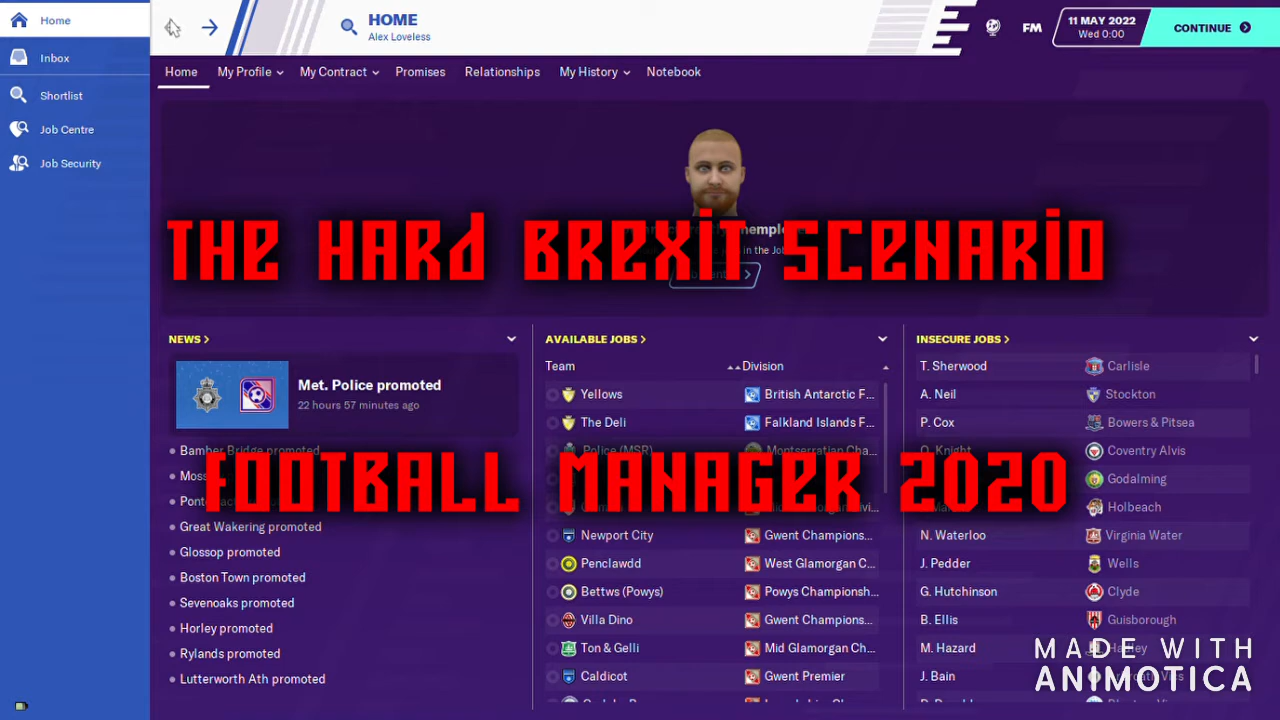 Home
Inbox
Shortlist
Job Centre
Job Security
HOME
Alex Loveless
FM
11 MAY 2022
Wed 0:00
CONTINUE
Home
My Profile
My Contract
Promises
Relationships
My History
Notebook
THE HARD BREXIT SCENARIO
FOOTBALL MANAGER 2020
NEWS
Met. Police promoted
22 hours 57 minutes ago
Bamber Bridge promoted
Moss
Great Wakering promoted
Glossop promoted
Boston Town promoted
Sevenoaks promoted
Horley promoted
Rylands promoted
Lutterworth Ath promoted
AVAILABLE JOBS
Team Division
Yellows British Antarctic F...
The Deli Falkland Islands F...
Police (MSR) Montserratian Cha...
Newport City Gwent Champions...
Penclawdd West Glamorgan C...
Bettws (Powys) Powys Championsh...
Villa Dino Gwent Champions...
Ton & Gelli Mid Glamorgan Ch...
Caldicot Gwent Premier
INSECURE JOBS
T. Sherwood Carlisle
A. Neil Stockton
P. Cox Bowers & Pitsea
O. Knight Coventry Alvis
Godalming
Holbeach
N. Waterloo Virginia Water
J. Pedder Wells
G. Hutchinson Clyde
B. Ellis Guisborough
M. Hazard
J. Bain
MADE WITH
ANIMOTICA